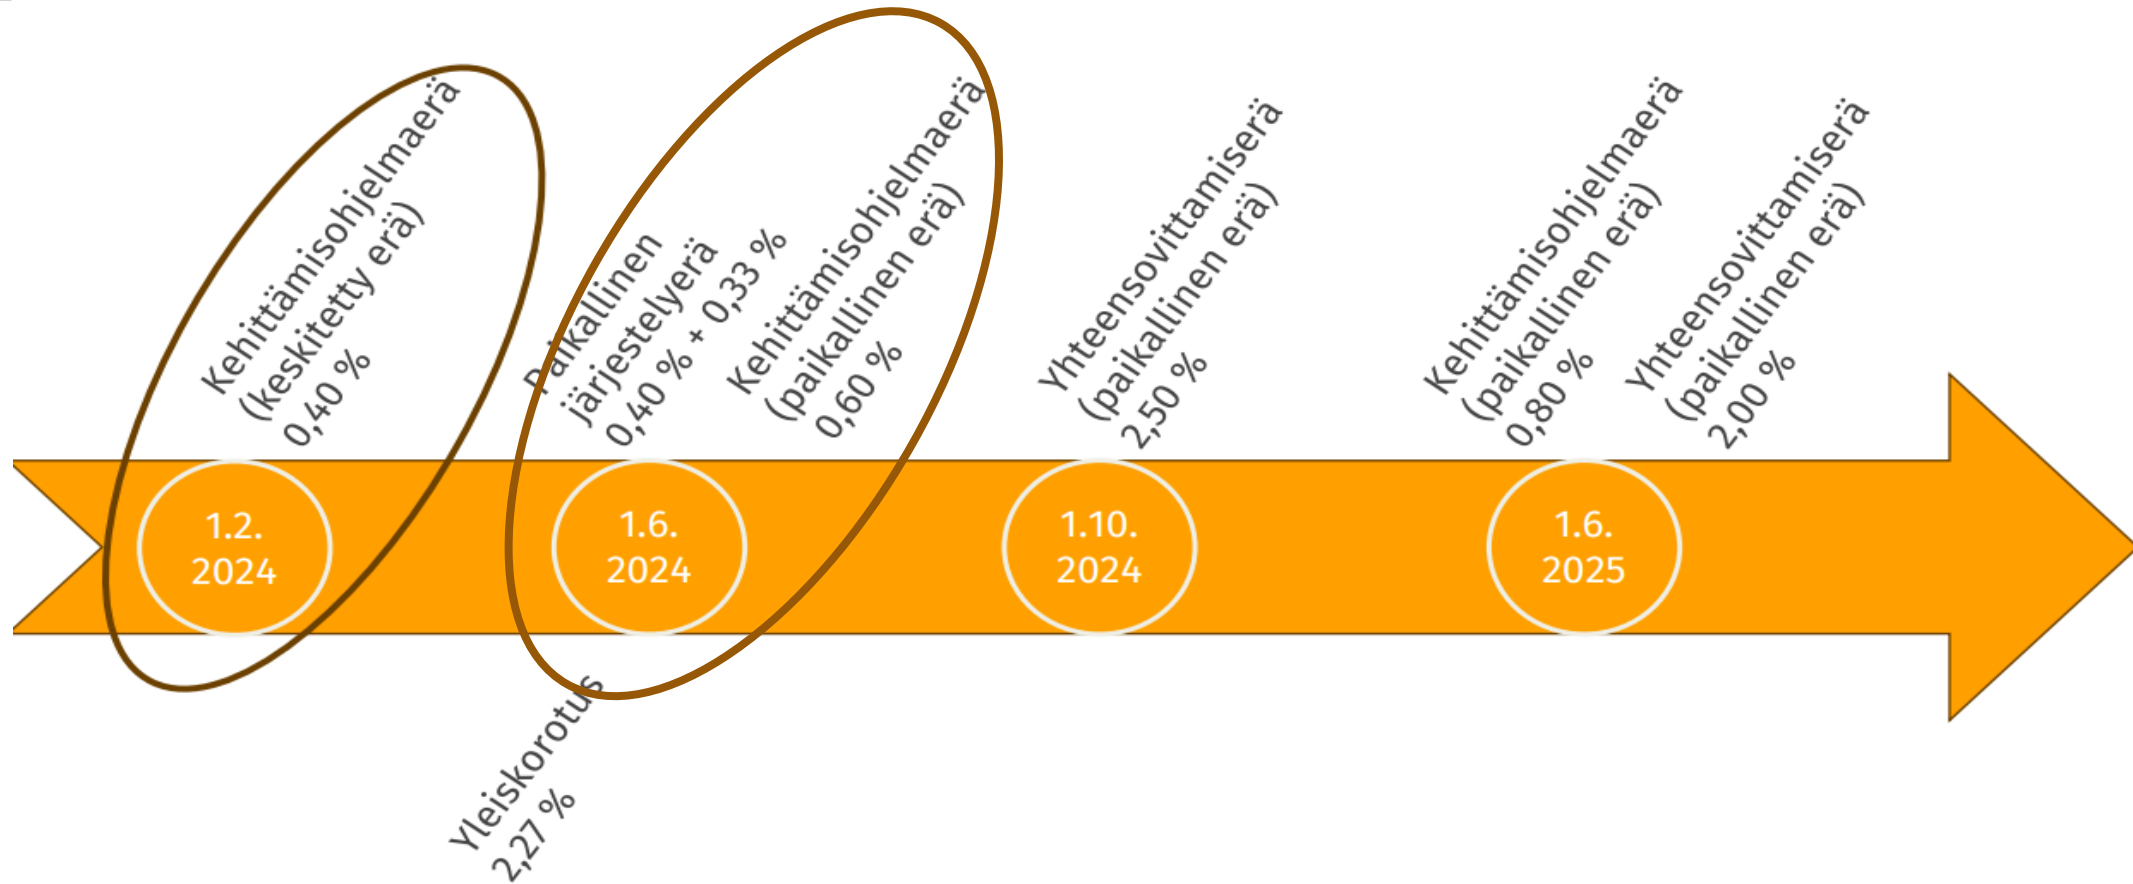 Kehittämisohjelmaerä
(keskitetty erä)
0,40 %
Paikallinen
järjestelyerä
0,40 % + 0,33 %
Kehittämisohjelmaerä
(paikallinen erä)
0,60 %
Yhteensovittamiserä
(paikallinen erä)
2,50 %
Kehittämisohjelmaerä
(paikallinen erä)
0,80 %
Yhteensovittamiserä
(paikallinen erä)
2,00 %
1.2.
2024
1.6.
2024
1.10.
2024
1.6.
2025
Yleiskorotus
2,27 %